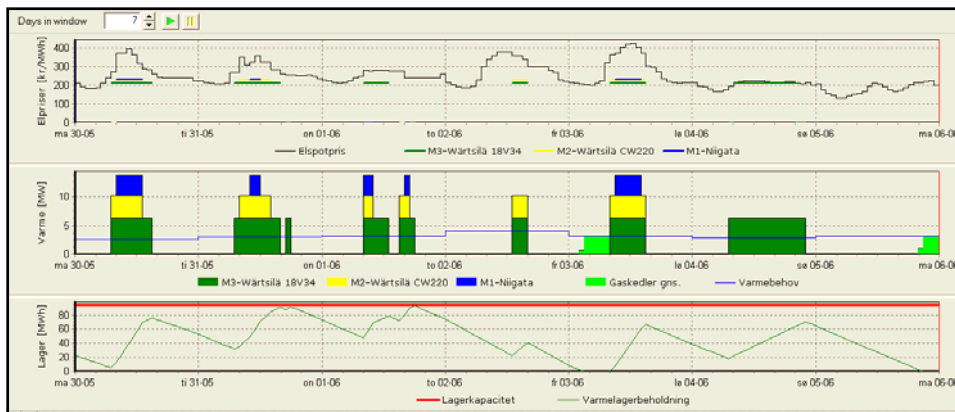 Days in window 7
Elpriser [kr/MWh]
400
300
200
100
0
ma 30-05 ti 31-05 on 01-06 to 02-06 fr 03-06 lø 04-06 sø 05-06 ma 06-06
Elspotpris M3-Wärtsilä 18V34 M2-Wärtsilä CW220 M1-Niigata
Varme [MW]
10
5
0
ma 30-05 ti 31-05 on 01-06 to 02-06 fr 03-06 lø 04-06 sø 05-06 ma 06-06
M3-Wärtsilä 18V34 M2-Wärtsilä CW220 M1-Niigata Gaskedler gns. Varmebehov
Lager [MWh]
80
60
40
20
0
ma 30-05 ti 31-05 on 01-06 to 02-06 fr 03-06 lø 04-06 sø 05-06 ma 06-06
Lagerkapacitet Varmelagerbeholdning